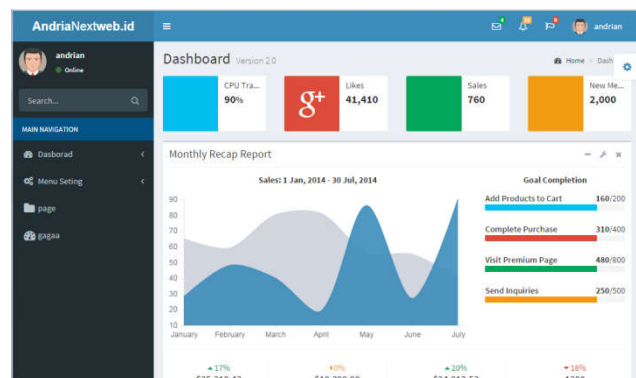 AndriaNextweb.id
andrian
andrian
Online
Dashboard Version 2.0
Home > Dash
Search...
CPU Tra...
90%
g+
Likes
41,410
Sales
760
New Me...
2,000
MAIN NAVIGATION
Dasborad
Menu Seting
page
gagaa
Monthly Recap Report
Sales: 1 Jan, 2014 - 30 Jul, 2014
90
80
70
60
50
40
30
20
10
January February March April May June July
Goal Completion
Add Products to Cart 160/200
Complete Purchase 310/400
Visit Premium Page 480/800
Send Inquiries 250/500
17%
0%
20%
18%